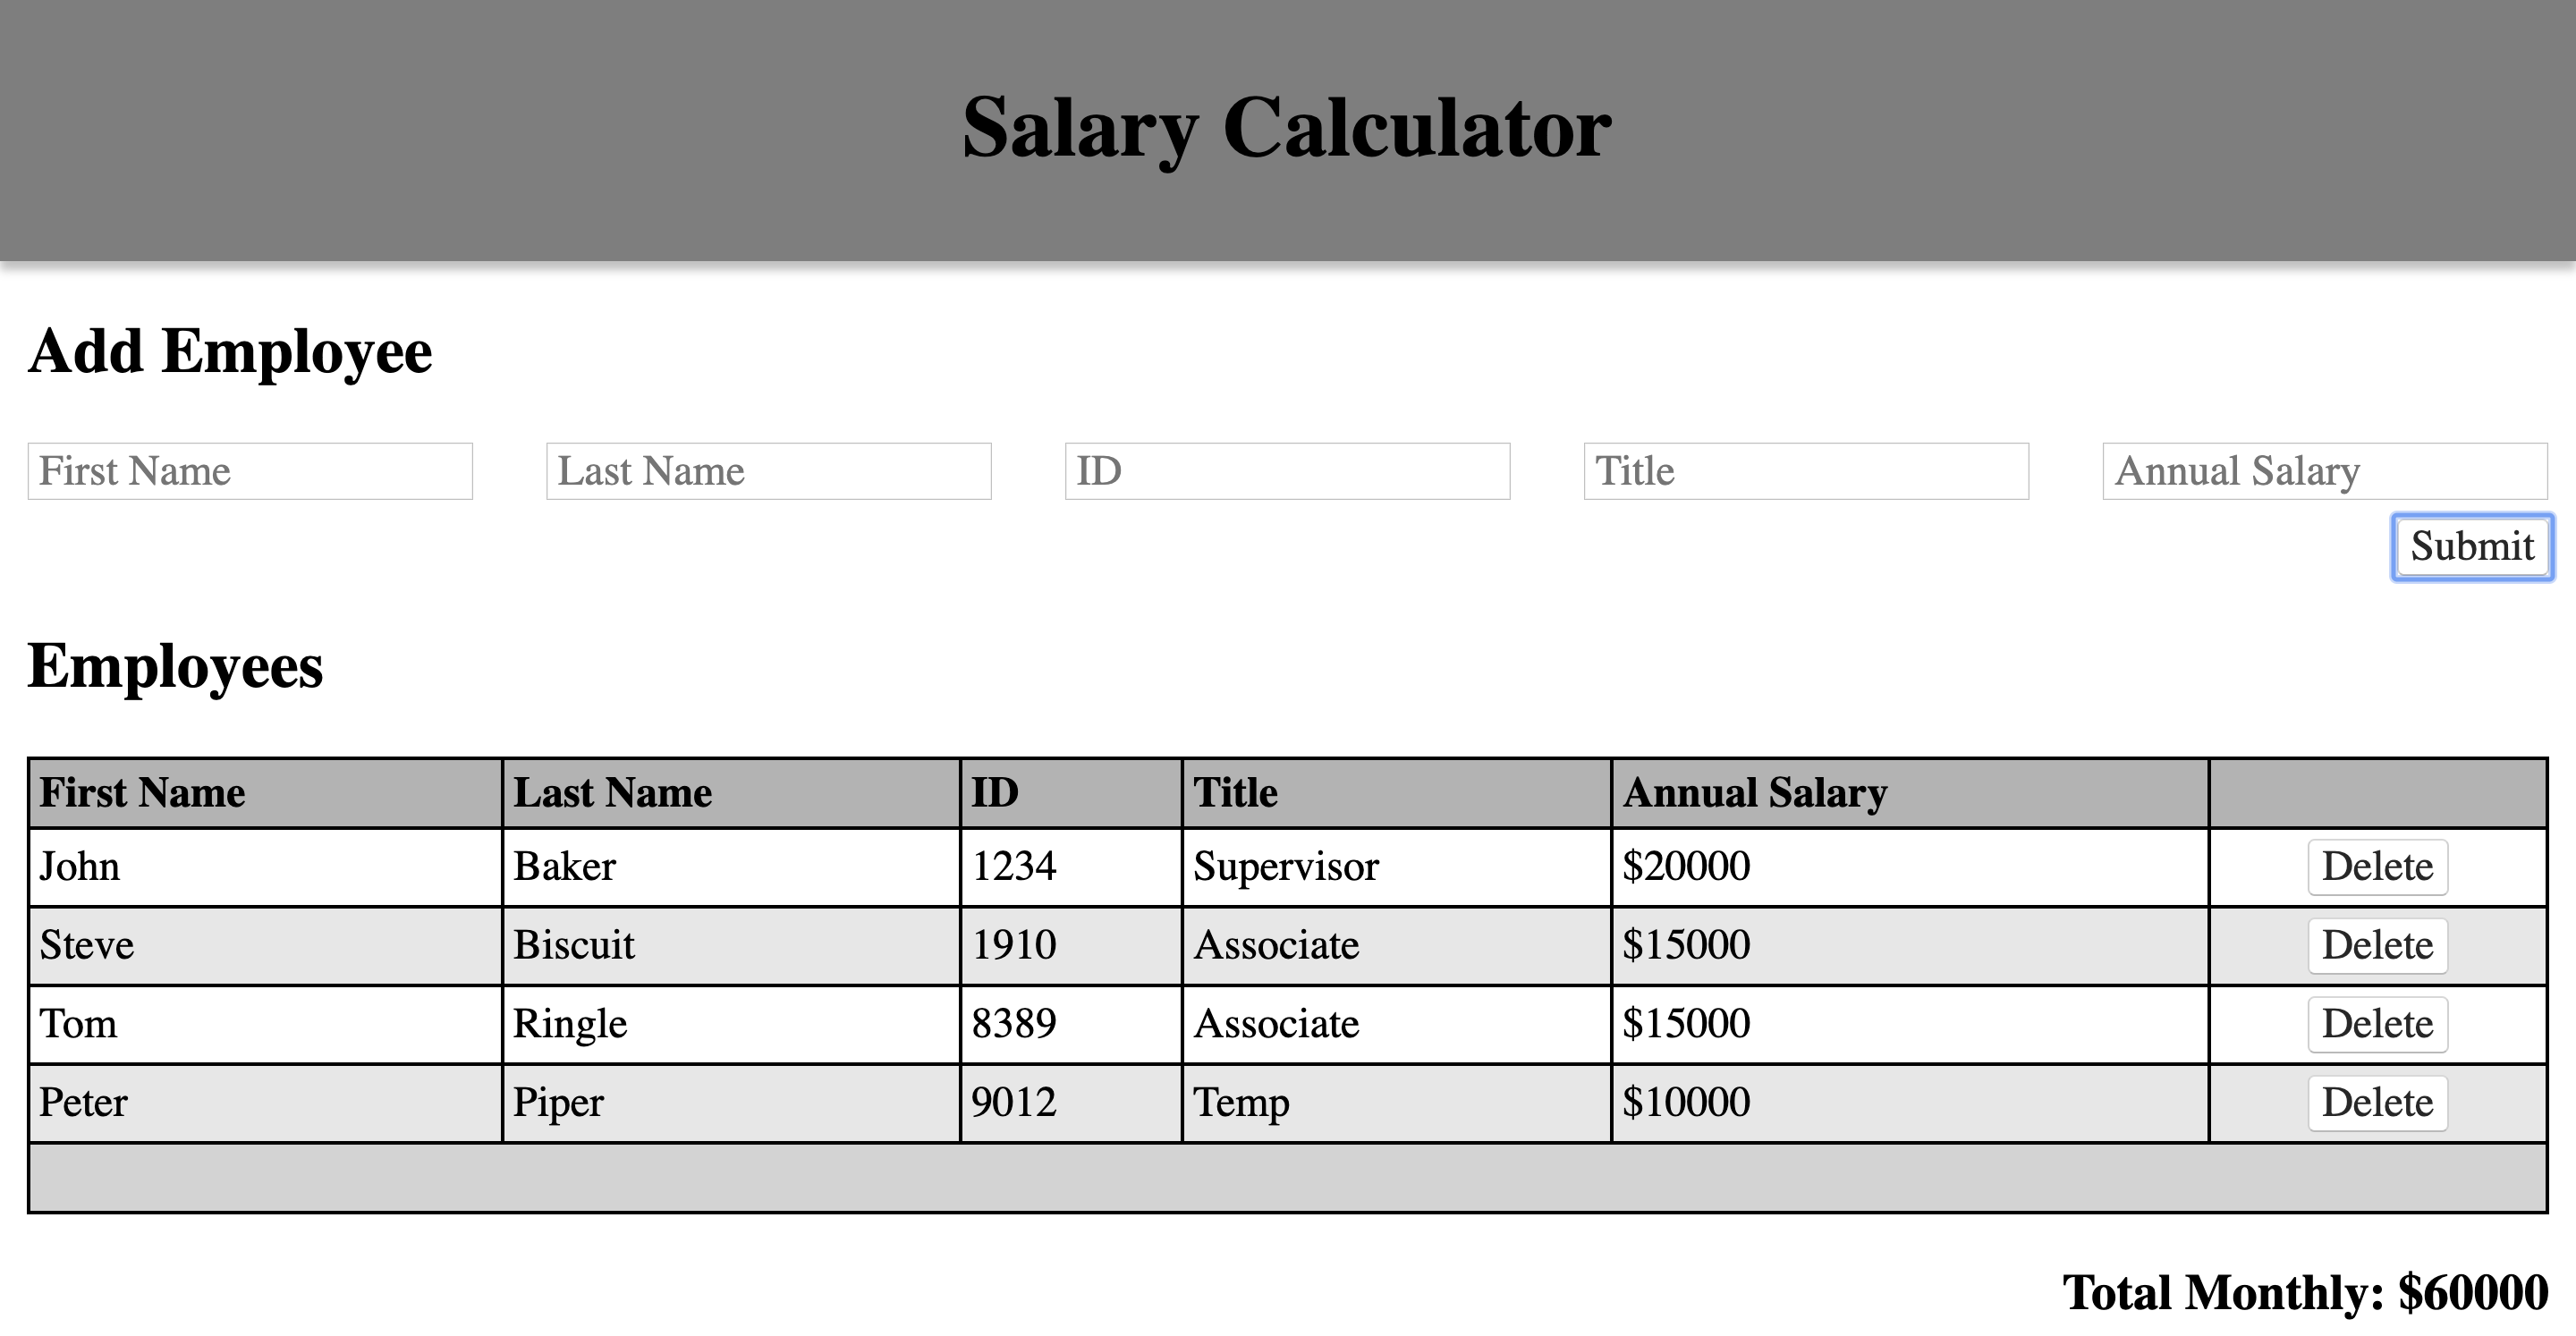 Salary Calculator
Add Employee
First Name Last Name ID Title Annual Salary
Submit
Employees
First Name Last Name ID Title Annual Salary
John Baker 1234 Supervisor $20000 Delete
Steve Biscuit 1910 Associate $15000 Delete
Tom Ringle 8389 Associate $15000 Delete
Peter Piper 9012 Temp $10000 Delete
Total Monthly: $60000